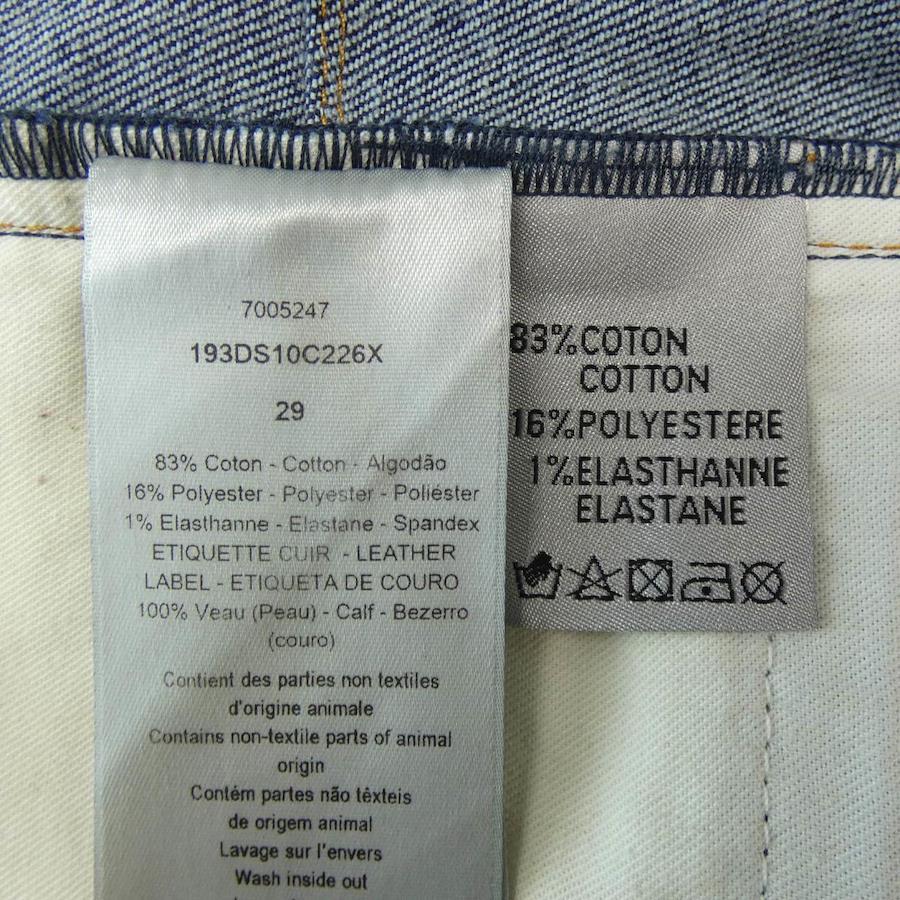 7005247
193DS10C226X
29
83% Coton - Cotton - Algodão
16% Polyester - Polyester - Poliéster
1% Elasthanne - Elastane - Spandex
ETIQUETTE CUIR - LEATHER
LABEL - ETIQUETA DE COURO
100% Veau (Peau) - Calf - Bezerro
(couro)
Contient des parties non textiles
d'origine animale
Contains non-textile parts of animal
origin
Contém partes não têxteis
de origem animal
Lavage sur l'envers
Wash inside out
83% COTON
COTTON
16% POLYESTERE
1% ELASTHANNE
ELASTANE